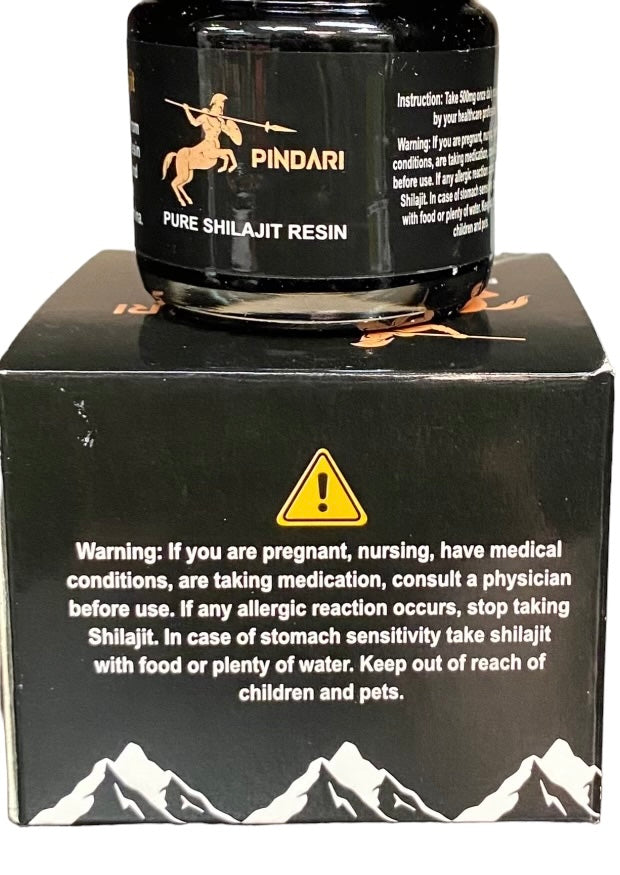 PINDARI
PURE SHILAJIT RESIN
Instruction: Take 500mg once
by your healthcare
Warning: If you are pregnant,
conditions, are taking medication,
before use. If any allergic reaction
Shilajit. In case of stomach
with food or plenty of water.
children and pets.
Warning: If you are pregnant, nursing, have medical
conditions, are taking medication, consult a physician
before use. If any allergic reaction occurs, stop taking
Shilajit. In case of stomach sensitivity take shilajit
with food or plenty of water. Keep out of reach of
children and pets.